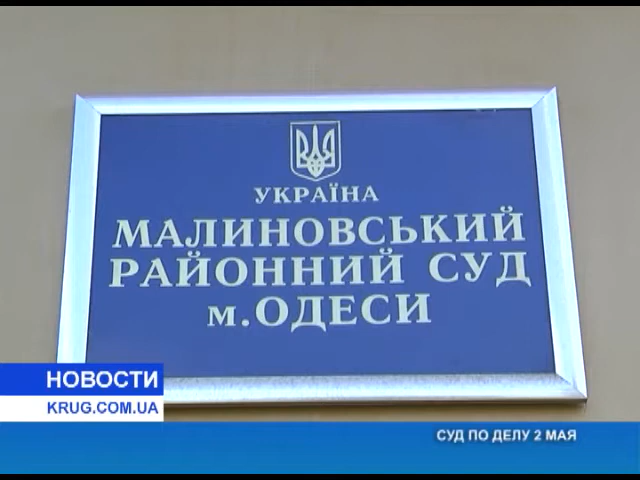 УКРАЇНА
МАЛИНОВСЬКИЙ
РАЙОННИЙ СУД
м.ОДЕСИ
НОВОСТИ
KRUG.COM.UA
СУД ПО ДЕЛУ 2 МАЯ